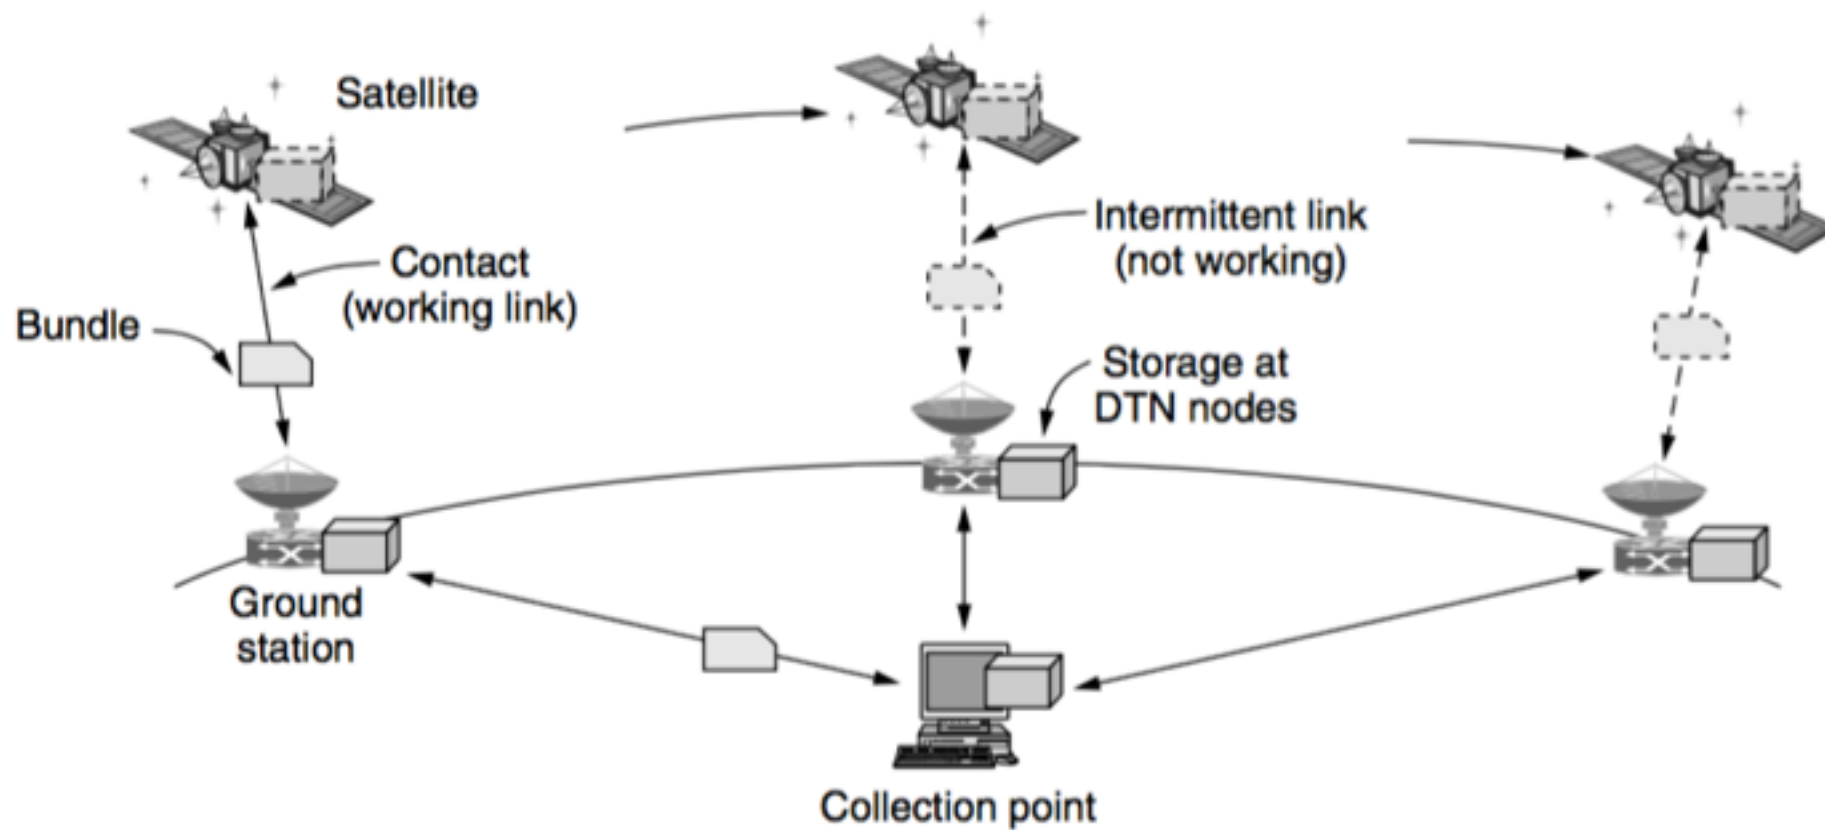 Satellite
Contact
(working link)
Bundle
Intermittent link
(not working)
Storage at
DTN nodes
Ground
station
Collection point